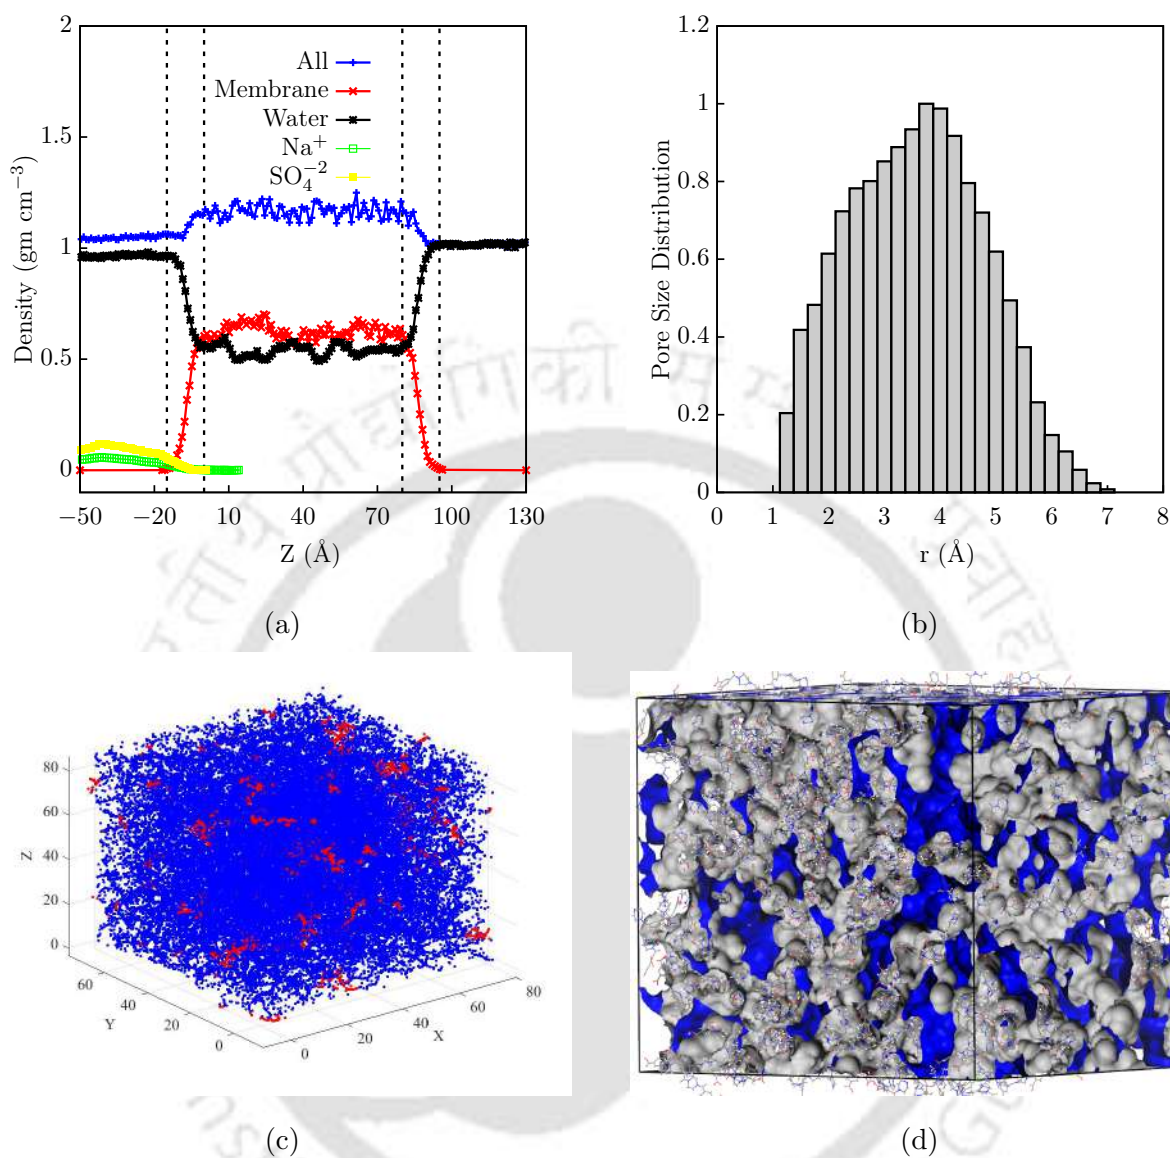 2
1.5
1
0.5
0
−50
−20
10
40
70
100
130
Density (gm cm⁻³)
Z (Å)
All
Membrane
Water
Na⁺
SO₄⁻²
(a)
1.2
1
0.8
0.6
0.4
0.2
0
0
1
2
3
4
5
6
7
8
Pore Size Distribution
r (Å)
(b)
80
60
40
20
0
Z
60
40
20
0
Y
0
20
40
60
80
X
(c)
(d)